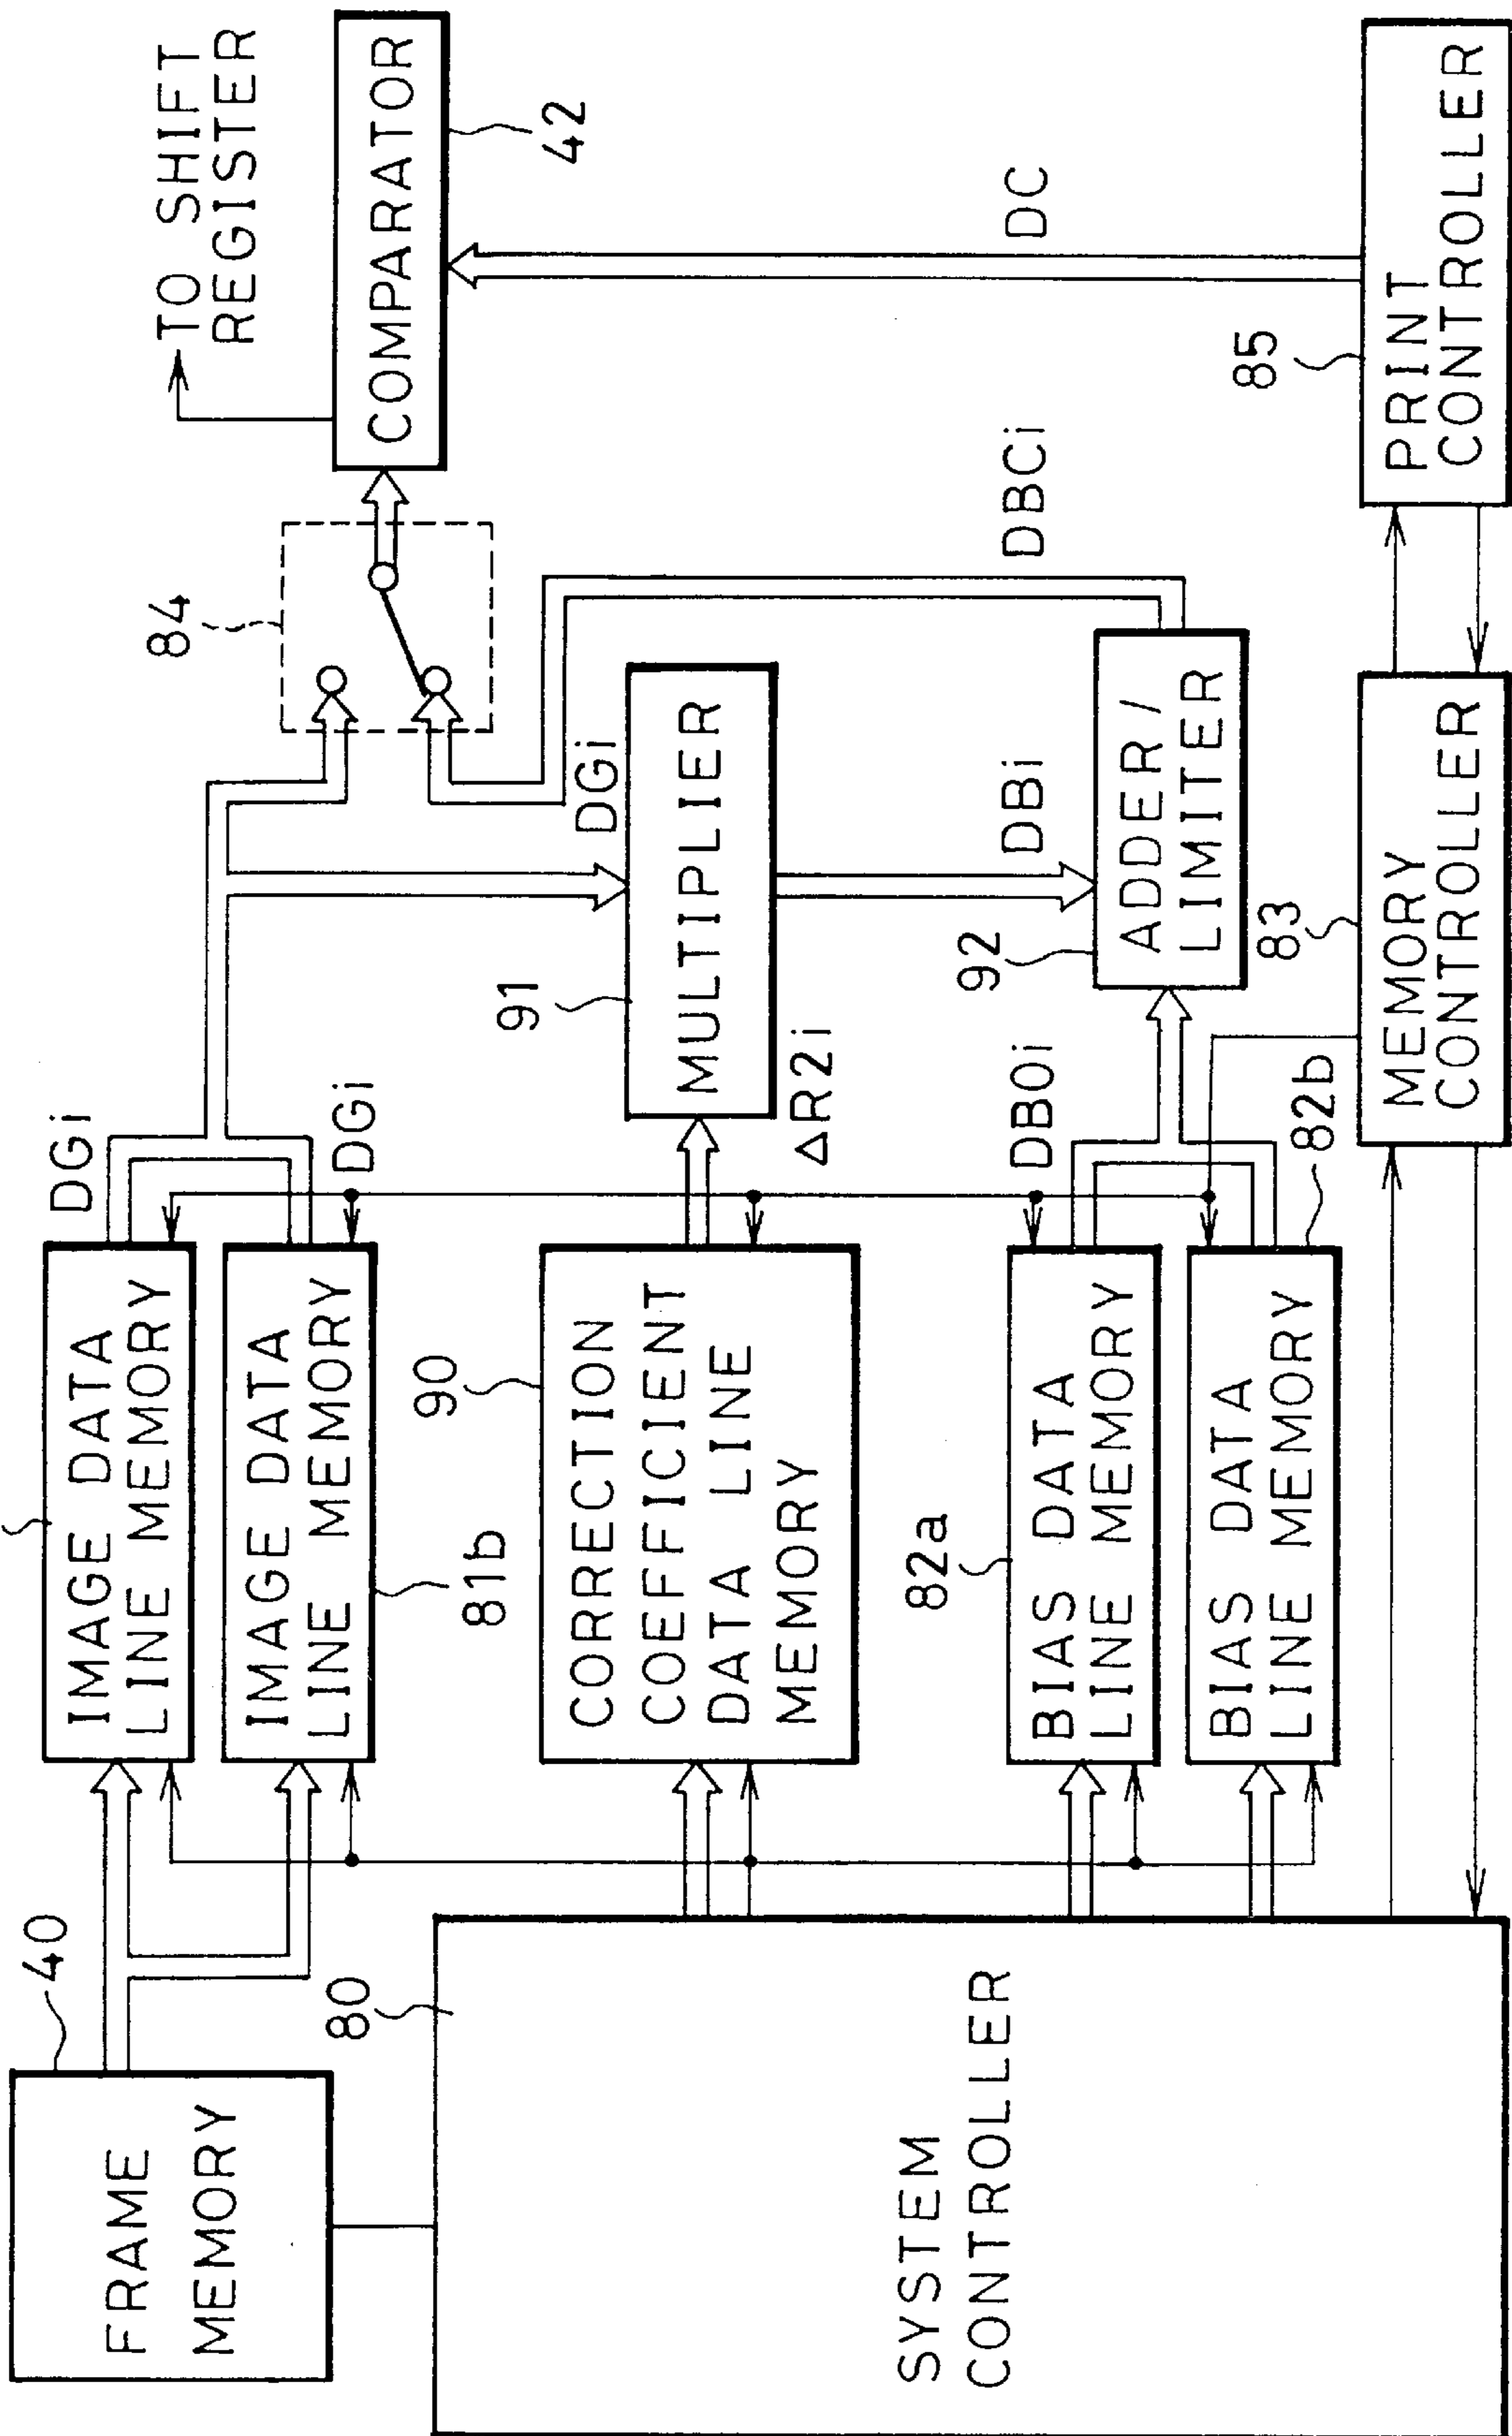 FRAME
MEMORY
40
SYSTEM
CONTROLLER
80
IMAGE DATA
LINE MEMORY
IMAGE DATA
LINE MEMORY
81b
DGi
DGi
CORRECTION
COEFFICIENT
DATA LINE
MEMORY
90
ΔR2i
BIAS DATA
LINE MEMORY
82a
DB0i
BIAS DATA
LINE MEMORY
82b
MULTIPLIER
91
DGi
DBi
ADDER/
LIMITER
92
DBCi
84
COMPARATOR
42
TO SHIFT
REGISTER
DC
MEMORY
CONTROLLER
83
PRINT
CONTROLLER
85